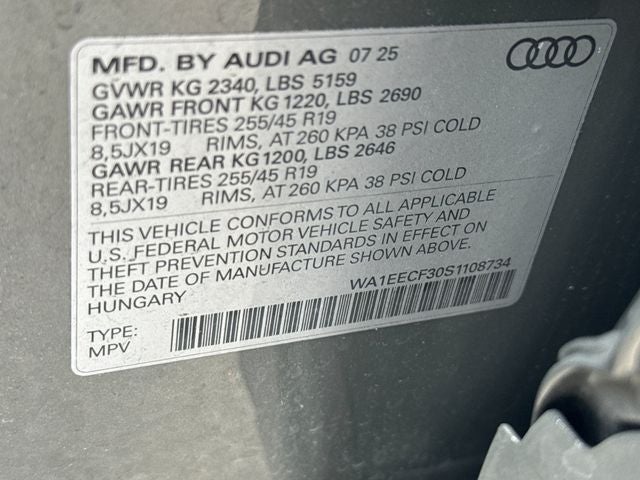 MFD. BY AUDI AG 07 25
GVWR KG 2340, LBS 5159
GAWR FRONT KG 1220, LBS 2690
FRONT-TIRES 255/45 R19
8,5JX19 RIMS, AT 260 KPA 38 PSI COLD
GAWR REAR KG 1200, LBS 2646
REAR-TIRES 255/45 R19
8,5JX19 RIMS, AT 260 KPA 38 PSI COLD
THIS VEHICLE CONFORMS TO ALL APPLICABLE
U.S. FEDERAL MOTOR VEHICLE SAFETY AND
THEFT PREVENTION STANDARDS IN EFFECT ON
THE DATE OF MANUFACTURE SHOWN ABOVE.
HUNGARY
WA1EECF30S1108734
TYPE:
MPV